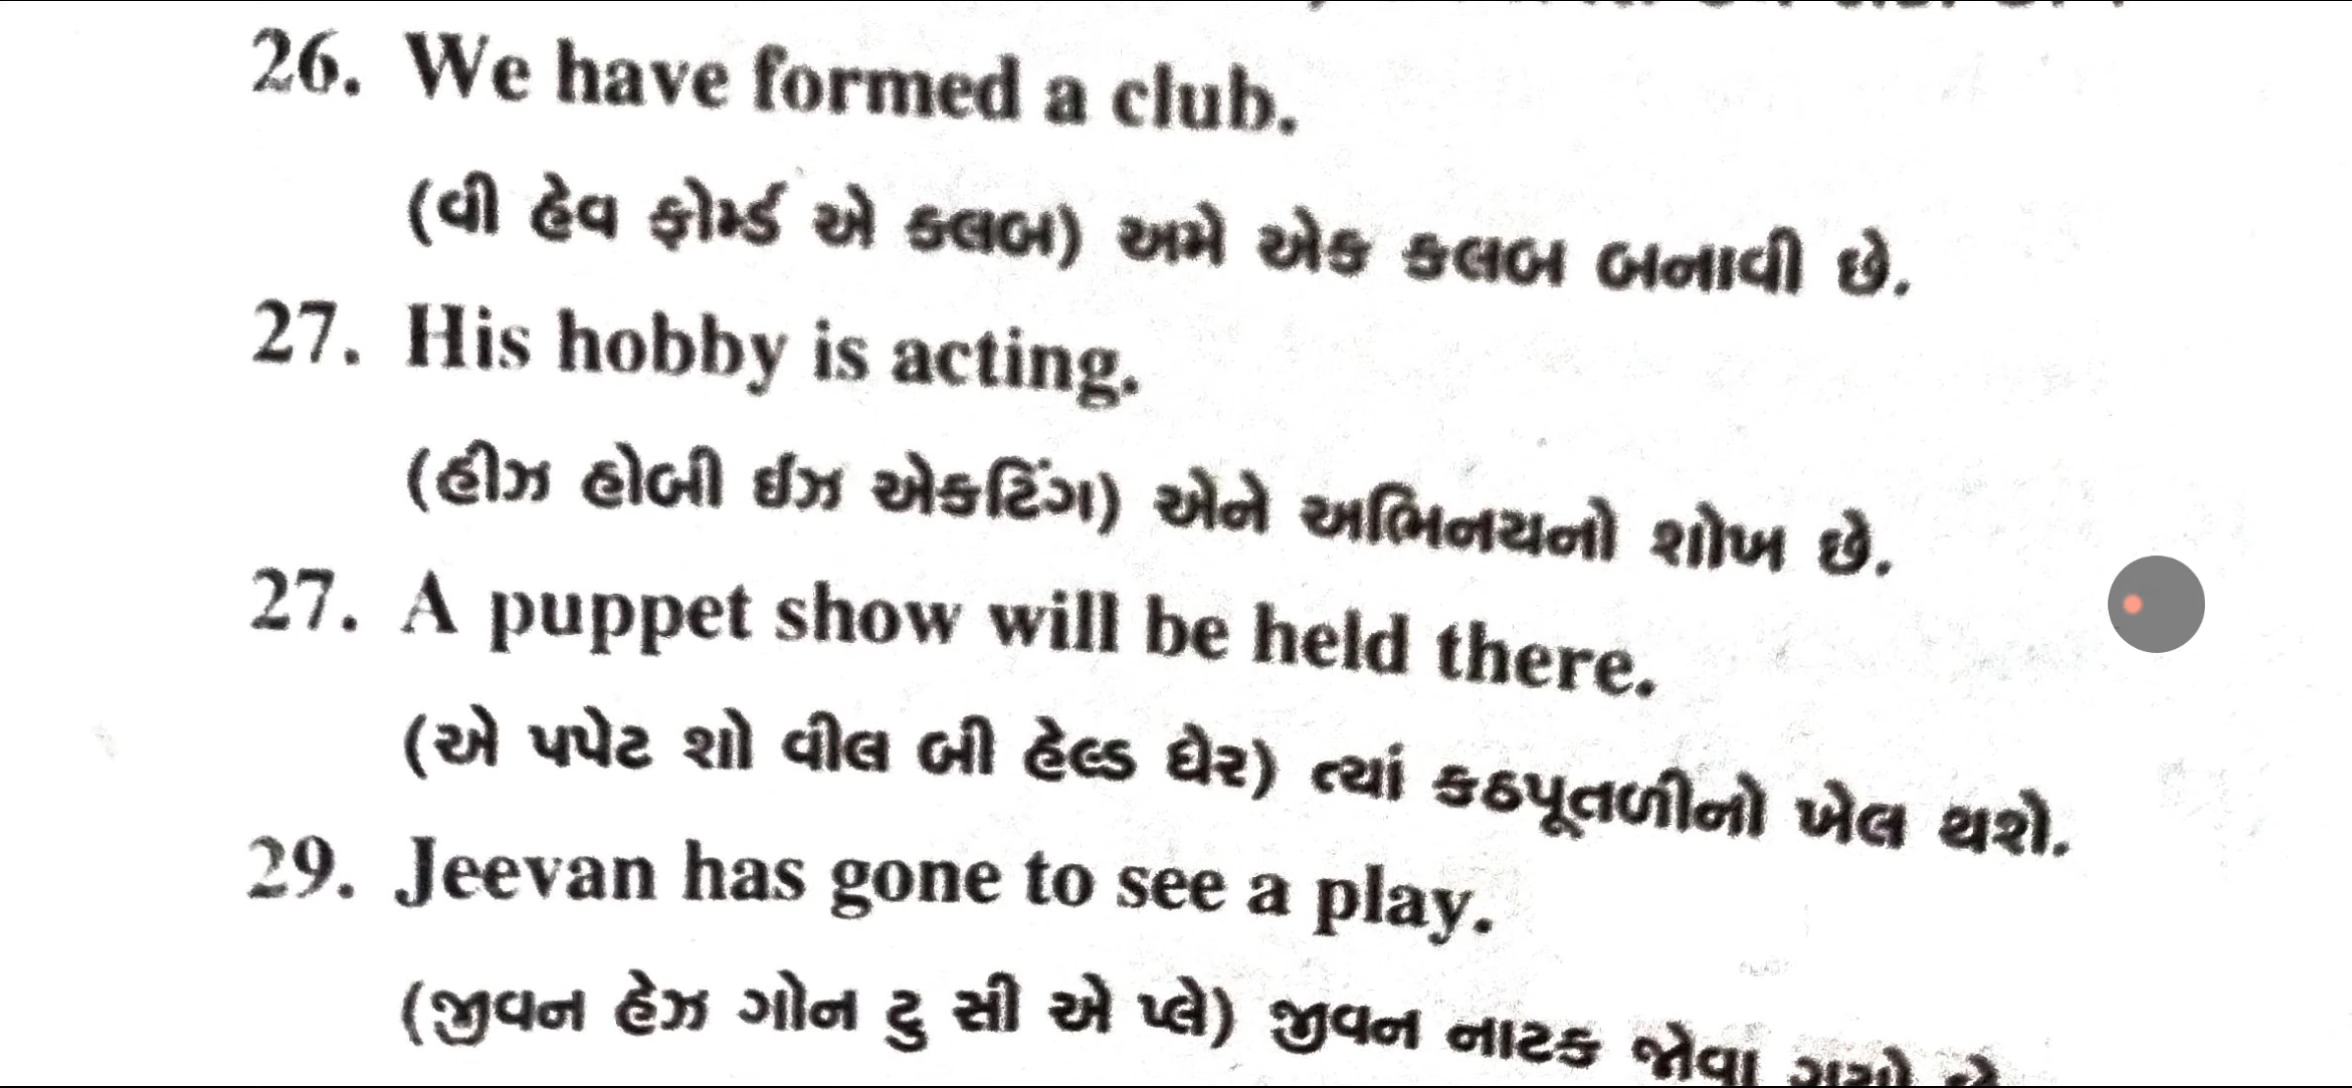 26. We have formed a club.
(વી હેવ ફોર્મ્ડ એ કલબ) અમે એક કલબ બનાવી છે.
27. His hobby is acting.
(હીઝ હોબી ઈઝ એકટિંગ) એને અભિનયનો શોખ છે.
27. A puppet show will be held there.
(એ પપેટ શો વીલ બી હેલ્ડ ધેર) ત્યાં કઠપૂતળીનો ખેલ થશે.
29. Jeevan has gone to see a play.
(જીવન હેઝ ગોન ટુ સી એ પ્લે) જીવન નાટક જોવા ગયો છે